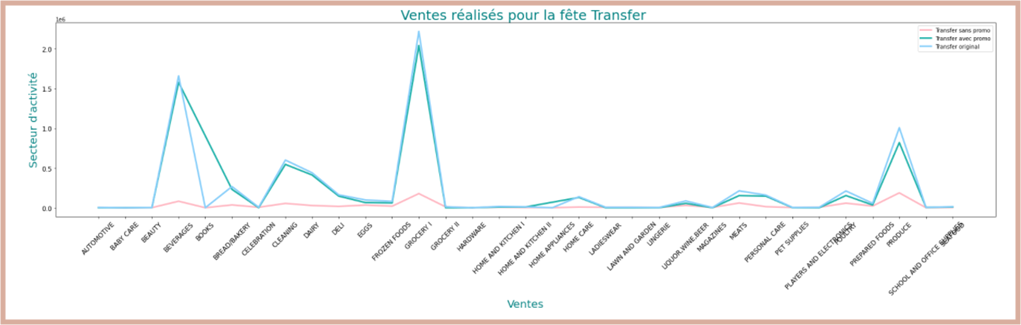 Ventes réalisés pour la fête Transfer
1e6
Transfer sans promo
Transfer avec promo
Transfer original
Secteur d'activité
2.0
1.5
1.0
0.5
0.0
AUTOMOTIVE
BABY CARE
BEAUTY
BEVERAGES
BOOKS
BREAD/BAKERY
CELEBRATION
CLEANING
DAIRY
DELI
EGGS
FROZEN FOODS
GROCERY I
GROCERY II
HARDWARE
HOME AND KITCHEN I
HOME AND KITCHEN II
HOME APPLIANCES
HOME CARE
LADIESWEAR
LAWN AND GARDEN
LINGERIE
LIQUOR,WINE,BEER
MAGAZINES
MEATS
PERSONAL CARE
PET SUPPLIES
PLAYERS AND ELECTRONICS
POULTRY
PREPARED FOODS
PRODUCE
SCHOOL AND OFFICE SUPPLIES
SEAFOOD
Ventes